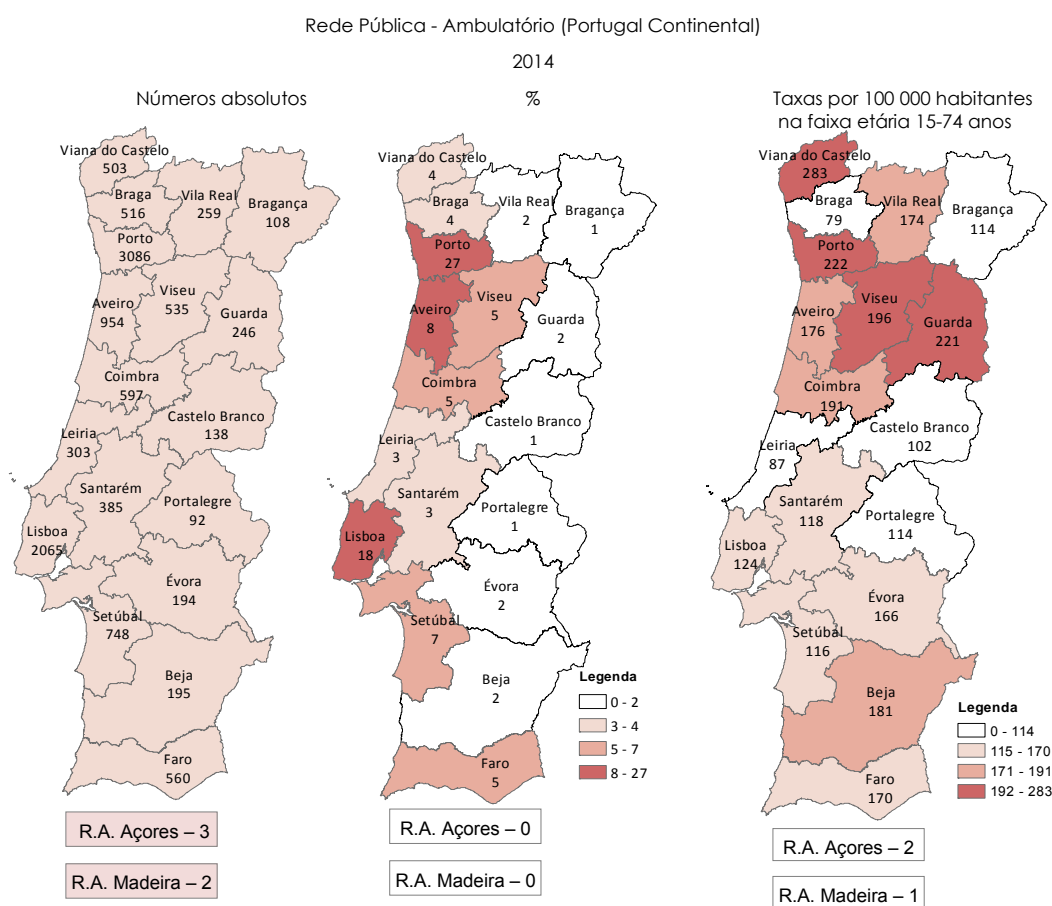 Rede Pública - Ambulatório (Portugal Continental)
2014
Números absolutos
Viana do Castelo
503
Braga
516
Vila Real
259
Bragança
108
Porto
3086
Aveiro
954
Viseu
535
Guarda
246
Coimbra
597
Castelo Branco
138
Leiria
303
Santarém
385
Portalegre
92
Lisboa
2065
Évora
194
Setúbal
748
Beja
195
Faro
560
R.A. Açores – 3
R.A. Madeira – 2
%
Viana do Castelo
4
Braga
4
Vila Real
2
Bragança
1
Porto
27
Aveiro
8
Viseu
5
Guarda
2
Coimbra
5
Castelo Branco
1
Leiria
3
Santarém
3
Portalegre
1
Lisboa
18
Évora
2
Setúbal
7
Beja
2
Faro
5
Legenda
0 - 2
3 - 4
5 - 7
8 - 27
R.A. Açores – 0
R.A. Madeira – 0
Taxas por 100 000 habitantes
na faixa etária 15-74 anos
Viana do Castelo
283
Braga
79
Vila Real
174
Bragança
114
Porto
222
Aveiro
176
Viseu
196
Guarda
221
Coimbra
191
Castelo Branco
102
Leiria
87
Santarém
118
Portalegre
114
Lisboa
124
Évora
166
Setúbal
116
Beja
181
Faro
170
Legenda
0 - 114
115 - 170
171 - 191
192 - 283
R.A. Açores – 2
R.A. Madeira – 1